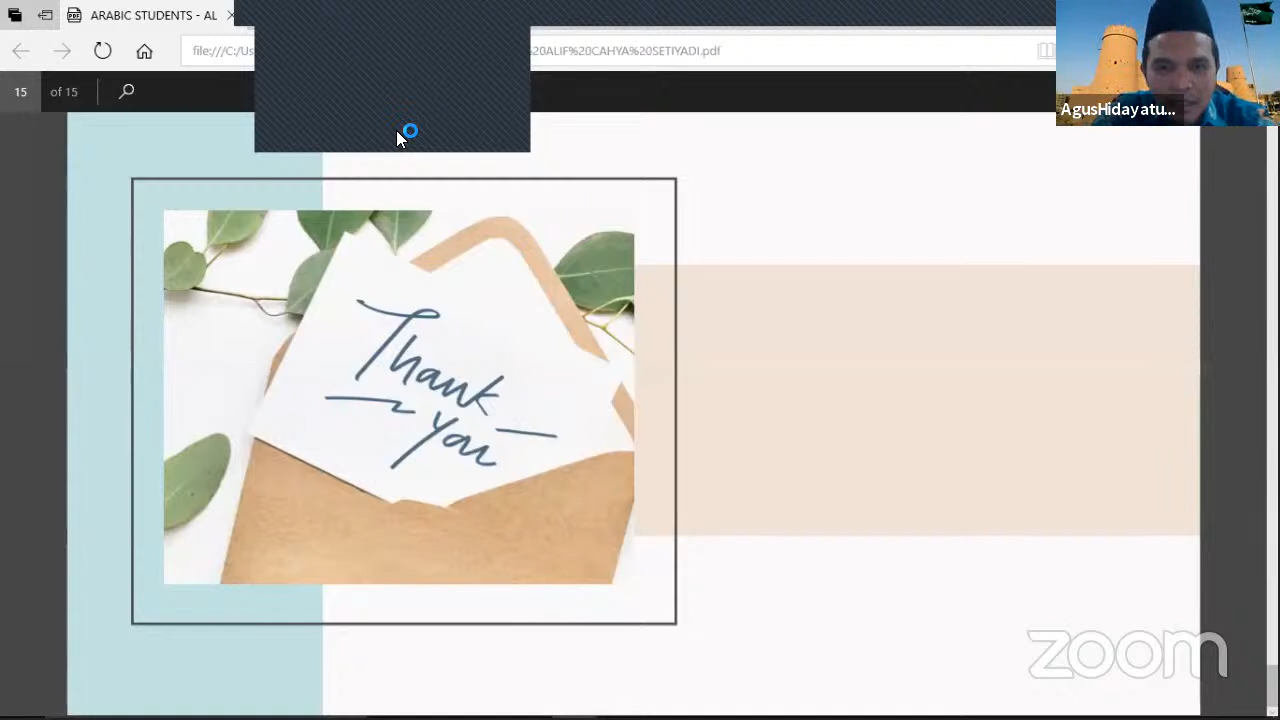 ARABIC STUDENTS - AL
file:///C:/Us
20ALIF%20CAHYA%20SETIYADI.pdf
15 of 15
AgusHidayatu...
Thank
you
zoom